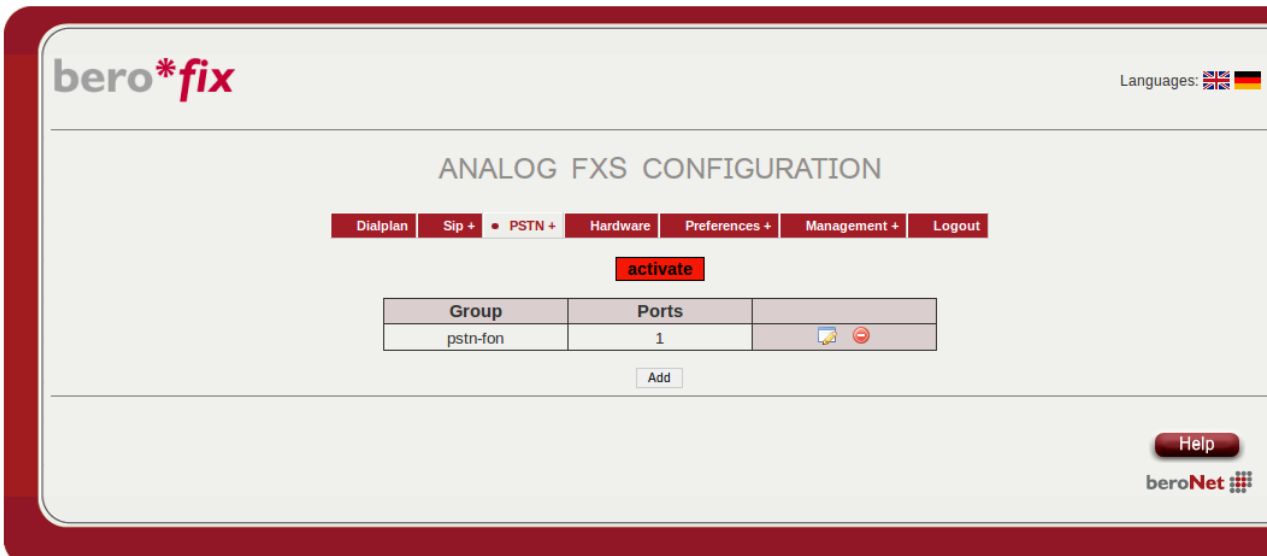 bero*fix
Languages:
ANALOG FXS CONFIGURATION
Dialplan Sip + • PSTN + Hardware Preferences + Management + Logout
activate
Group Ports
pstn-fon 1
Add
Help
beroNet